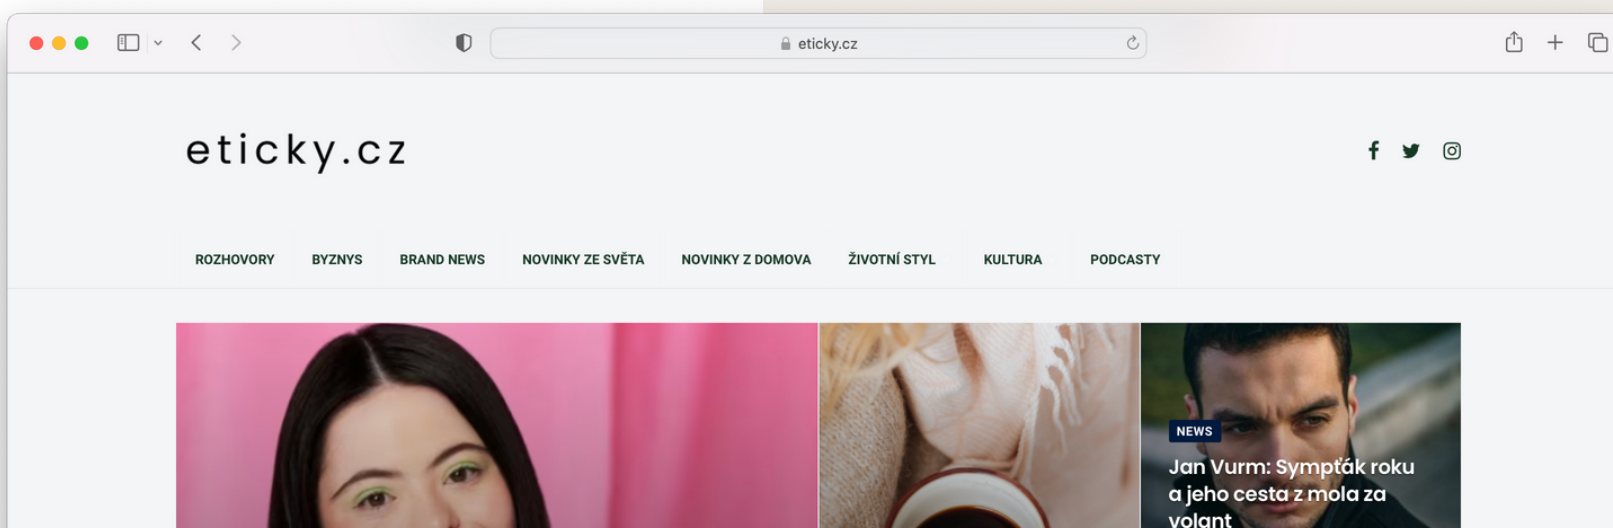 eticky.cz
eticky.cz
ROZHOVORY BYZNYS BRAND NEWS NOVINKY ZE SVĚTA NOVINKY Z DOMOVA ŽIVOTNÍ STYL KULTURA PODCASTY
NEWS
Jan Vurm: Sympťák roku
a jeho cesta z mola za
volant